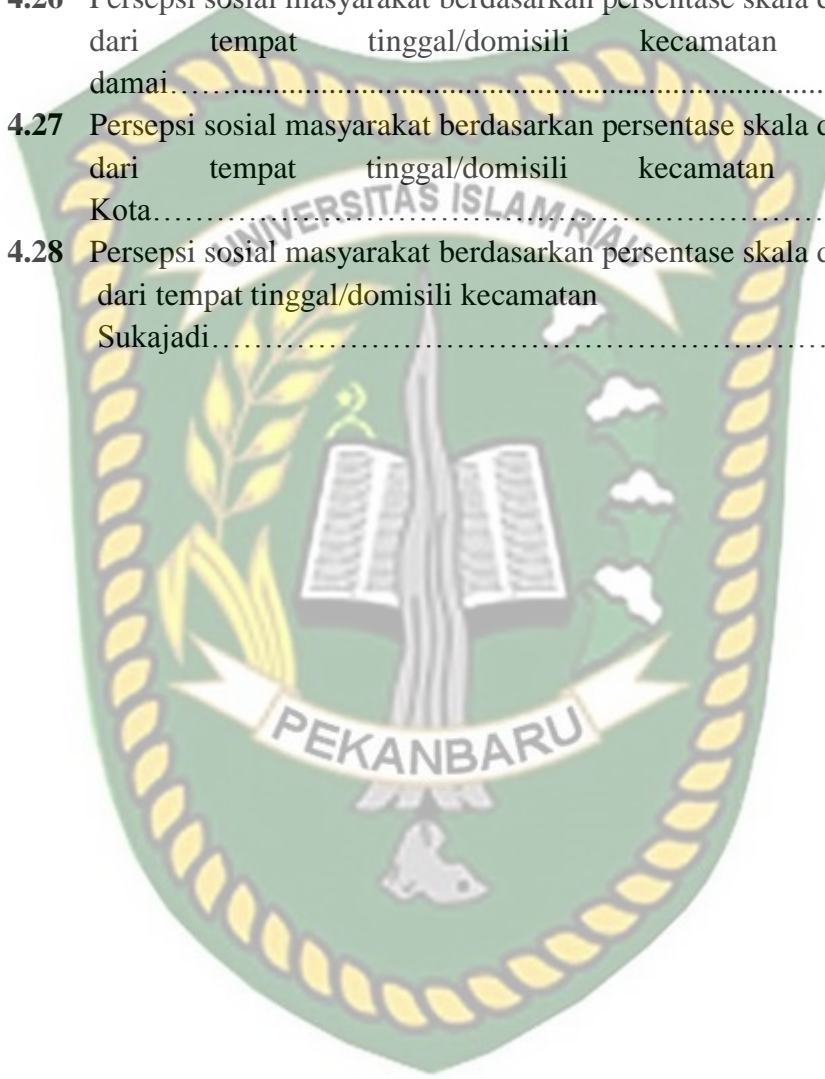 4.26 Persepsi sosial masyarakat berdasarkan persentase skala d
dari tempat tinggal/domisili kecamatan
damai……............................................................................
4.27 Persepsi sosial masyarakat berdasarkan persentase skala d
dari tempat tinggal/domisili kecamatan
Kota……………………………………………………………
4.28 Persepsi sosial masyarakat berdasarkan persentase skala d
dari tempat tinggal/domisili kecamatan
Sukajadi………………………………………………………
UNIVERSITAS ISLAM RIAU
PEKANBARU